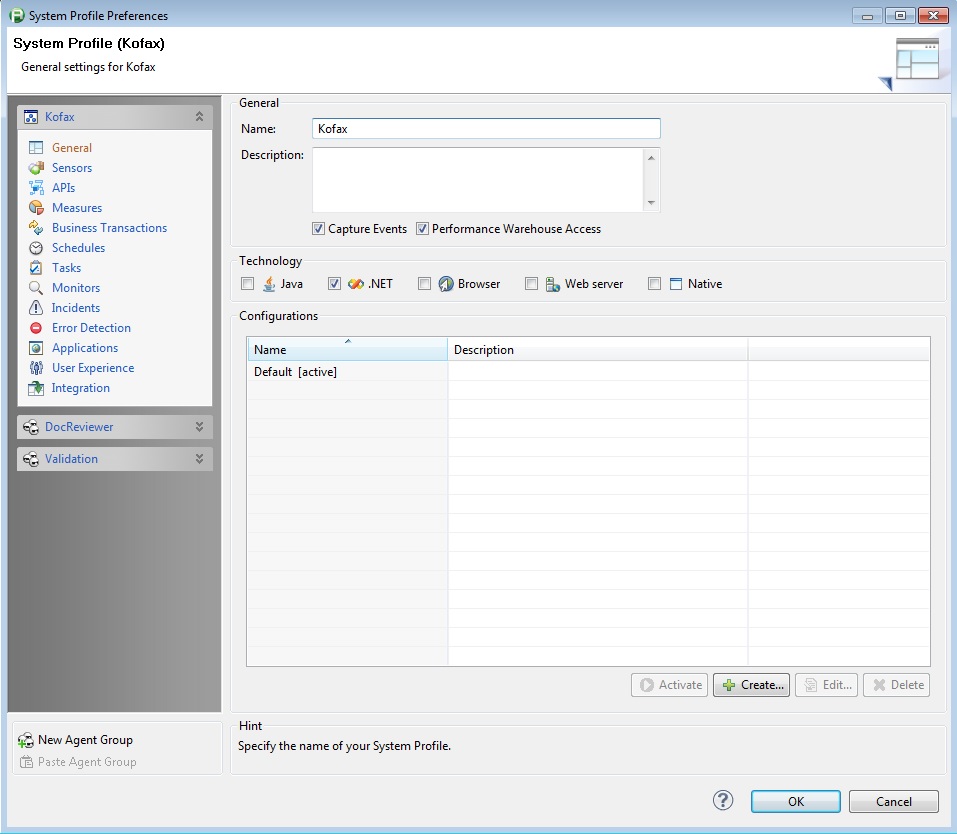 System Profile Preferences
System Profile (Kofax)
General settings for Kofax
Kofax
General
Sensors
APIs
Measures
Business Transactions
Schedules
Tasks
Monitors
Incidents
Error Detection
Applications
User Experience
Integration
DocReviewer
Validation
New Agent Group
Paste Agent Group
General
Name: Kofax
Description:
Capture Events Performance Warehouse Access
Technology
Java .NET Browser Web server Native
Configurations
Name Description
Default [active]
Activate Create... Edit... Delete
Hint
Specify the name of your System Profile.
? OK Cancel